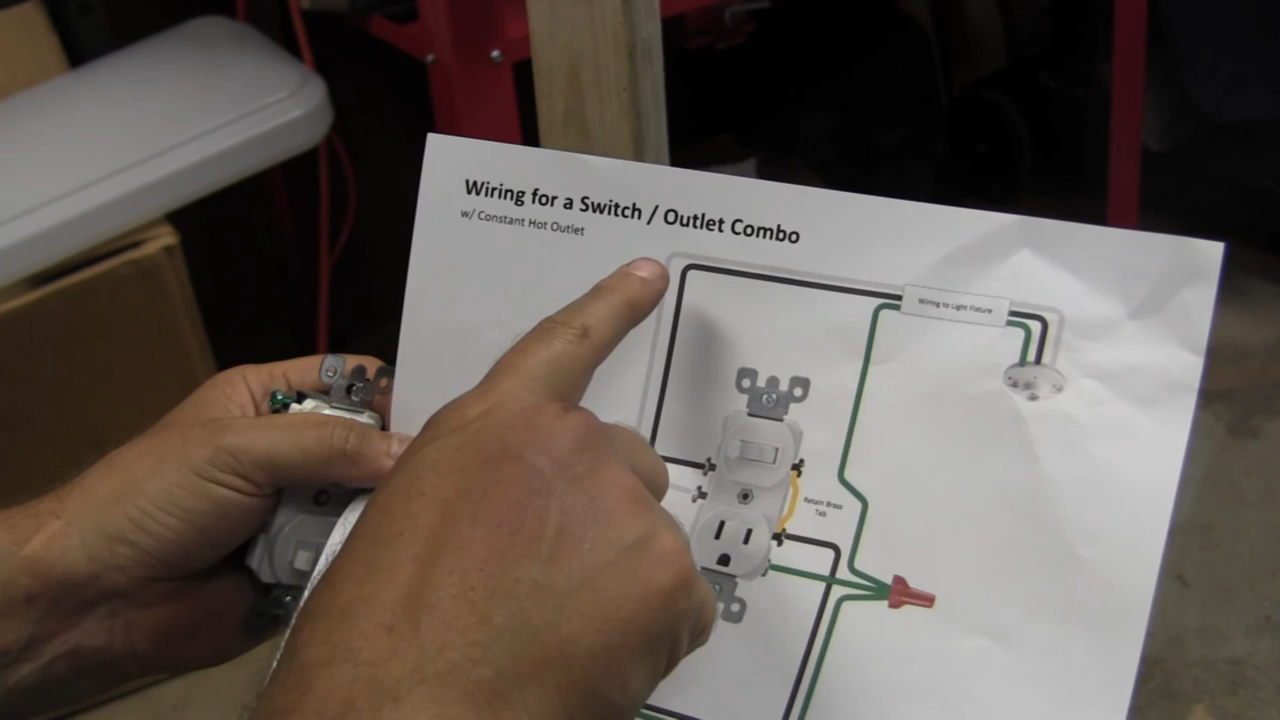 Wiring for a Switch / Outlet Combo
w/ Constant Hot Outlet
Wiring to Light Fixture
Retain Brass
Tab